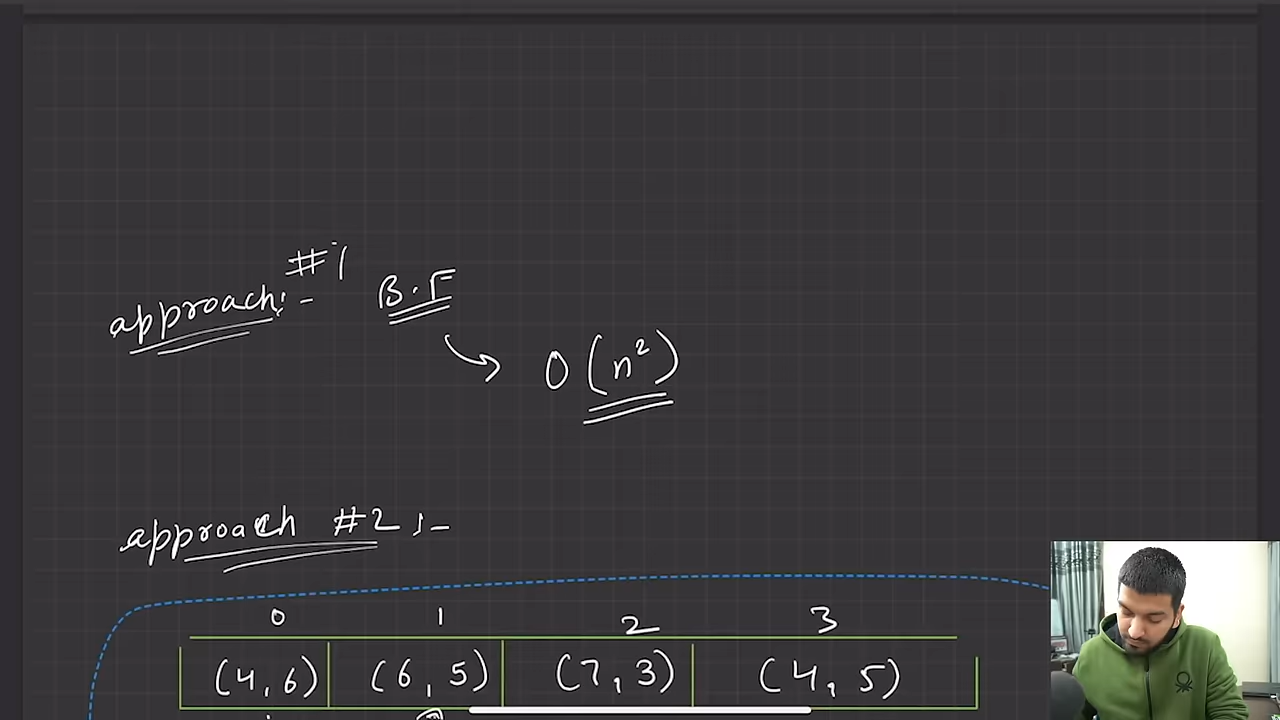 approach:- #1 B.F
O(n²)
approach #2 :-
0 1 2 3
(4,6) (6,5) (7,3) (4,5)